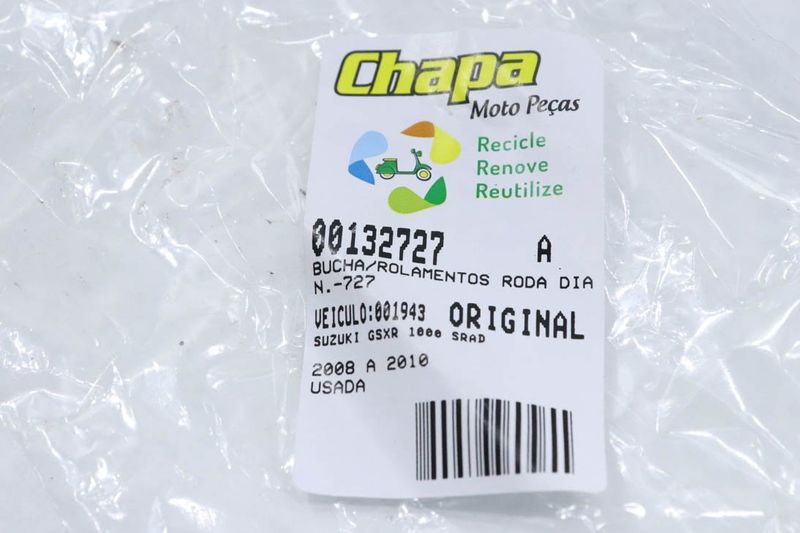 Chapa
Moto Peças
Recicle
Renove
Reutilize
00132727 A
BUCHA/ROLAMENTOS RODA DIA
N.-727
VEICULO:001943 ORIGINAL
SUZUKI GSXR 1000 SRAD
2008 A 2010
USADA